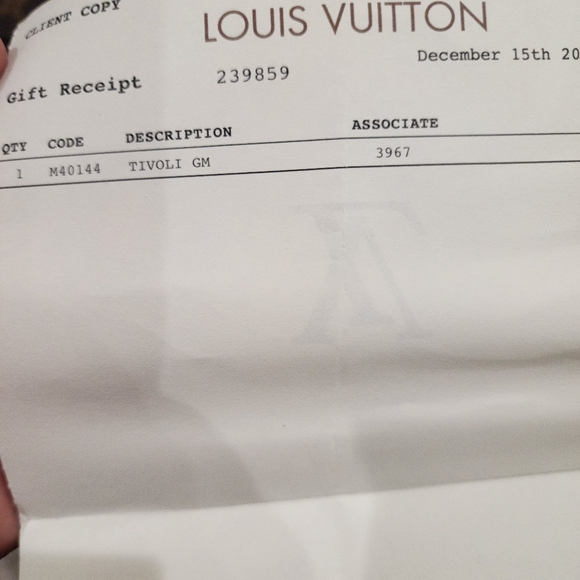 CLIENT COPY
LOUIS VUITTON
December 15th 20
Gift Receipt 239859
QTY CODE DESCRIPTION ASSOCIATE
1 M40144 TIVOLI GM 3967